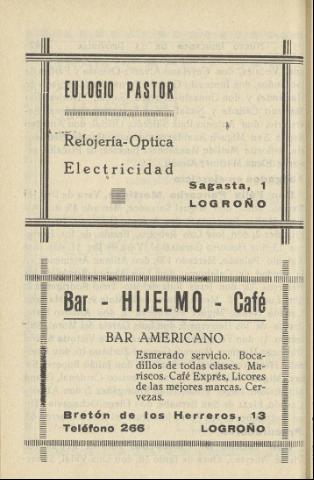 EULOGIO PASTOR
Relojería-Optica
Electricidad
Sagasta, 1
LOGROÑO
Bar - HIJELMO - Café
BAR AMERICANO
Esmerado servicio. Boca-
dillos de todas clases. Ma-
riscos. Café Exprés, Licores
de las mejores marcas. Cer-
vezas.
Bretón de los Herreros, 13
Teléfono 266 LOGROÑO